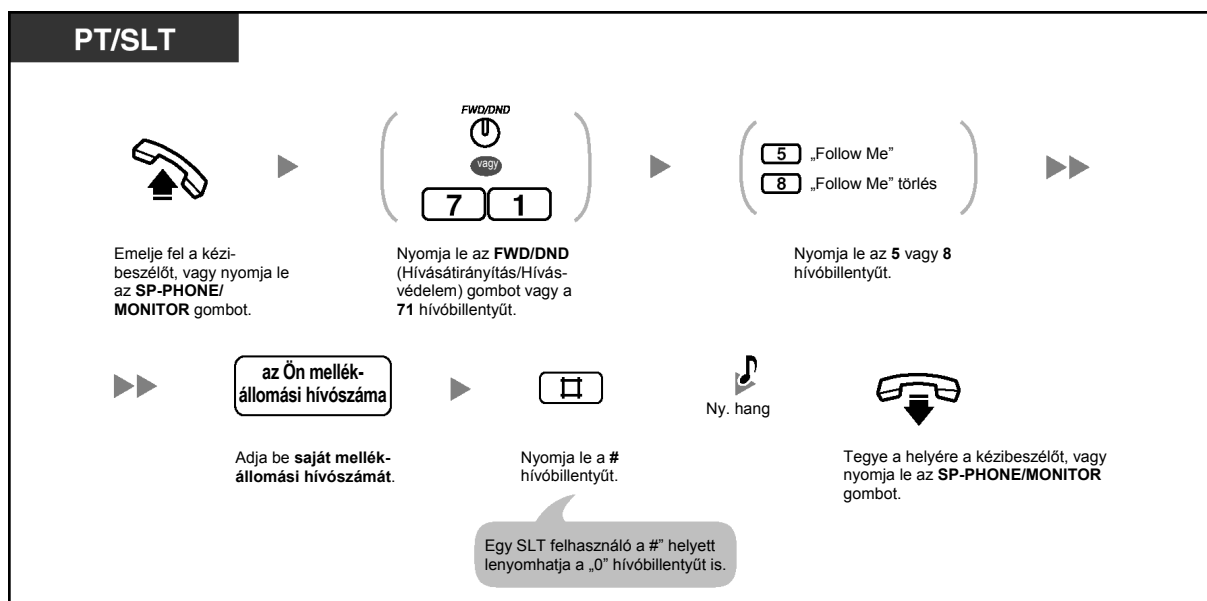 PT/SLT
FWD/DND
vagy
7 1
5 „Follow Me”
8 „Follow Me” törlés
Emelje fel a kézi-
beszélőt, vagy nyomja le
az SP-PHONE/
MONITOR gombot.
Nyomja le az FWD/DND
(Hívásátirányítás/Hívás-
védelem) gombot vagy a
71 hívóbillentyűt.
Nyomja le az 5 vagy 8
hívóbillentyűt.
az Ön mellék-
állomási hívószáma
Ny. hang
Adja be saját mellék-
állomási hívószámát.
Nyomja le a #
hívóbillentyűt.
Tegye a helyére a kézibeszélőt, vagy
nyomja le az SP-PHONE/MONITOR
gombot.
Egy SLT felhasználó a #” helyett
lenyomhatja a „0” hívóbillentyűt is.